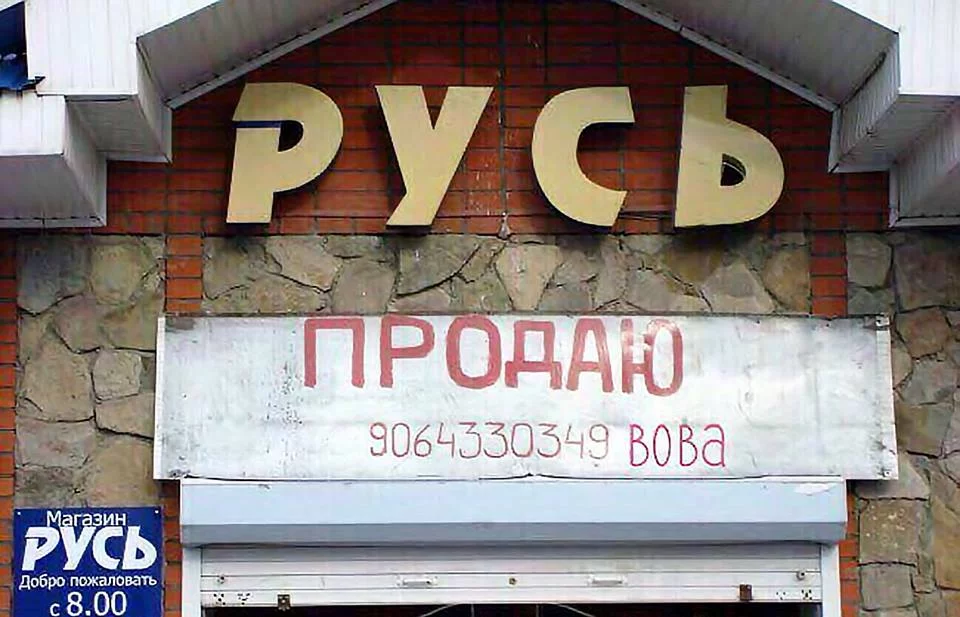 РУСЬ
ПРОДАЮ
9064330349 ВОВа
Магазин
РУСЬ
Добро пожаловать
с 8.00